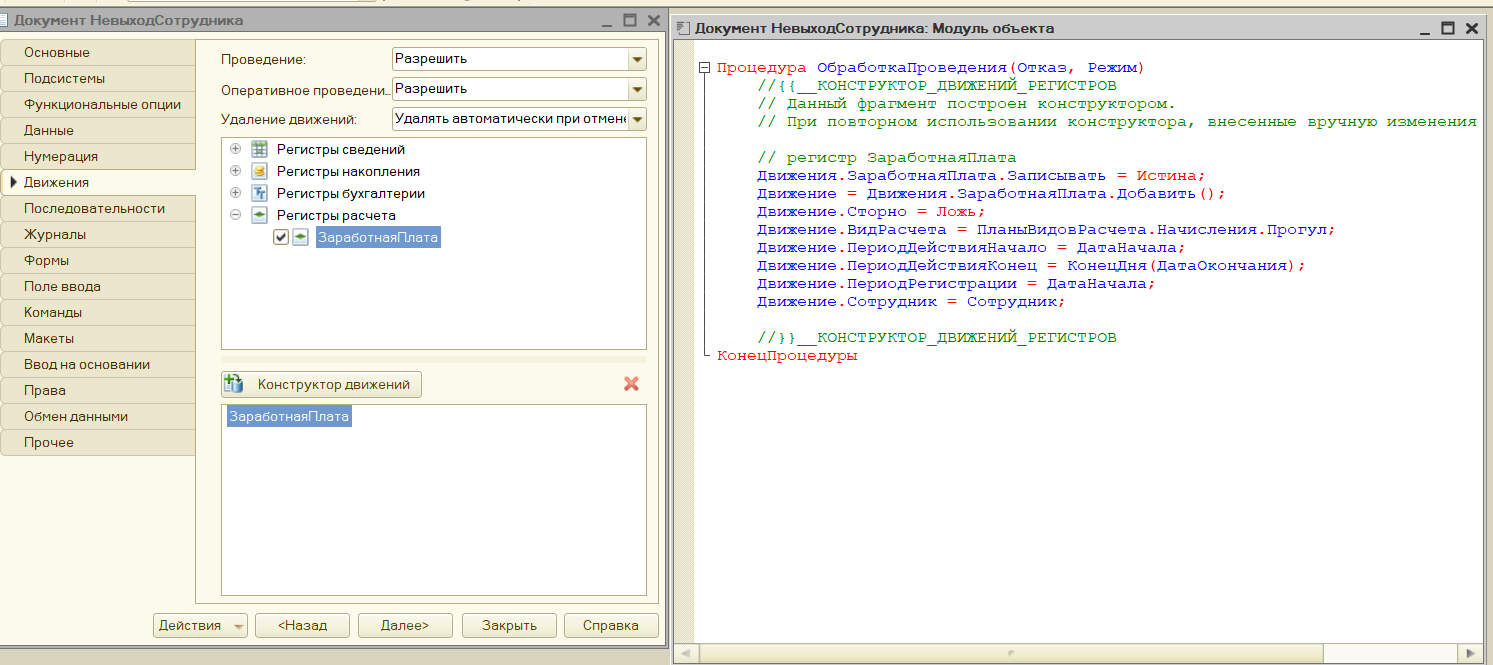 Документ НевыходСотрудника
Основные
Подсистемы
Функциональные опции
Данные
Нумерация
Движения
Последовательности
Журналы
Формы
Поле ввода
Команды
Макеты
Ввод на основании
Права
Обмен данными
Прочее
Проведение:
Разрешить
Оперативное проведени...
Разрешить
Удаление движений:
Удалять автоматически при отмене
Регистры сведений
Регистры накопления
Регистры бухгалтерии
Регистры расчета
ЗаработнаяПлата
Конструктор движений
ЗаработнаяПлата
Действия
<Назад
Далее>
Закрыть
Справка
Документ НевыходСотрудника: Модуль объекта
Процедура ОбработкаПроведения(Отказ, Режим)
//{{__КОНСТРУКТОР_ДВИЖЕНИЙ_РЕГИСТРОВ
// Данный фрагмент построен конструктором.
// При повторном использовании конструктора, внесенные вручную изменения
// регистр ЗаработнаяПлата
Движения.ЗаработнаяПлата.Записывать = Истина;
Движение = Движения.ЗаработнаяПлата.Добавить();
Движение.Сторно = Ложь;
Движение.ВидРасчета = ПланыВидовРасчета.Начисления.Прогул;
Движение.ПериодДействияНачало = ДатаНачала;
Движение.ПериодДействияКонец = КонецДня(ДатаОкончания);
Движение.ПериодРегистрации = ДатаНачала;
Движение.Сотрудник = Сотрудник;
//}}__КОНСТРУКТОР_ДВИЖЕНИЙ_РЕГИСТРОВ
КонецПроцедуры